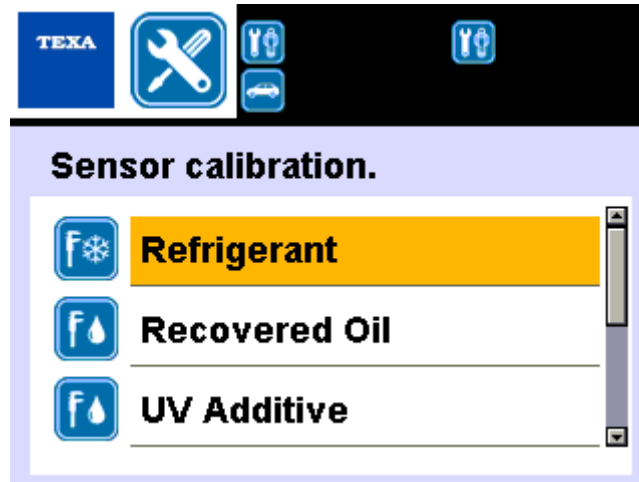 TEXA
Sensor calibration.
Refrigerant
Recovered Oil
UV Additive